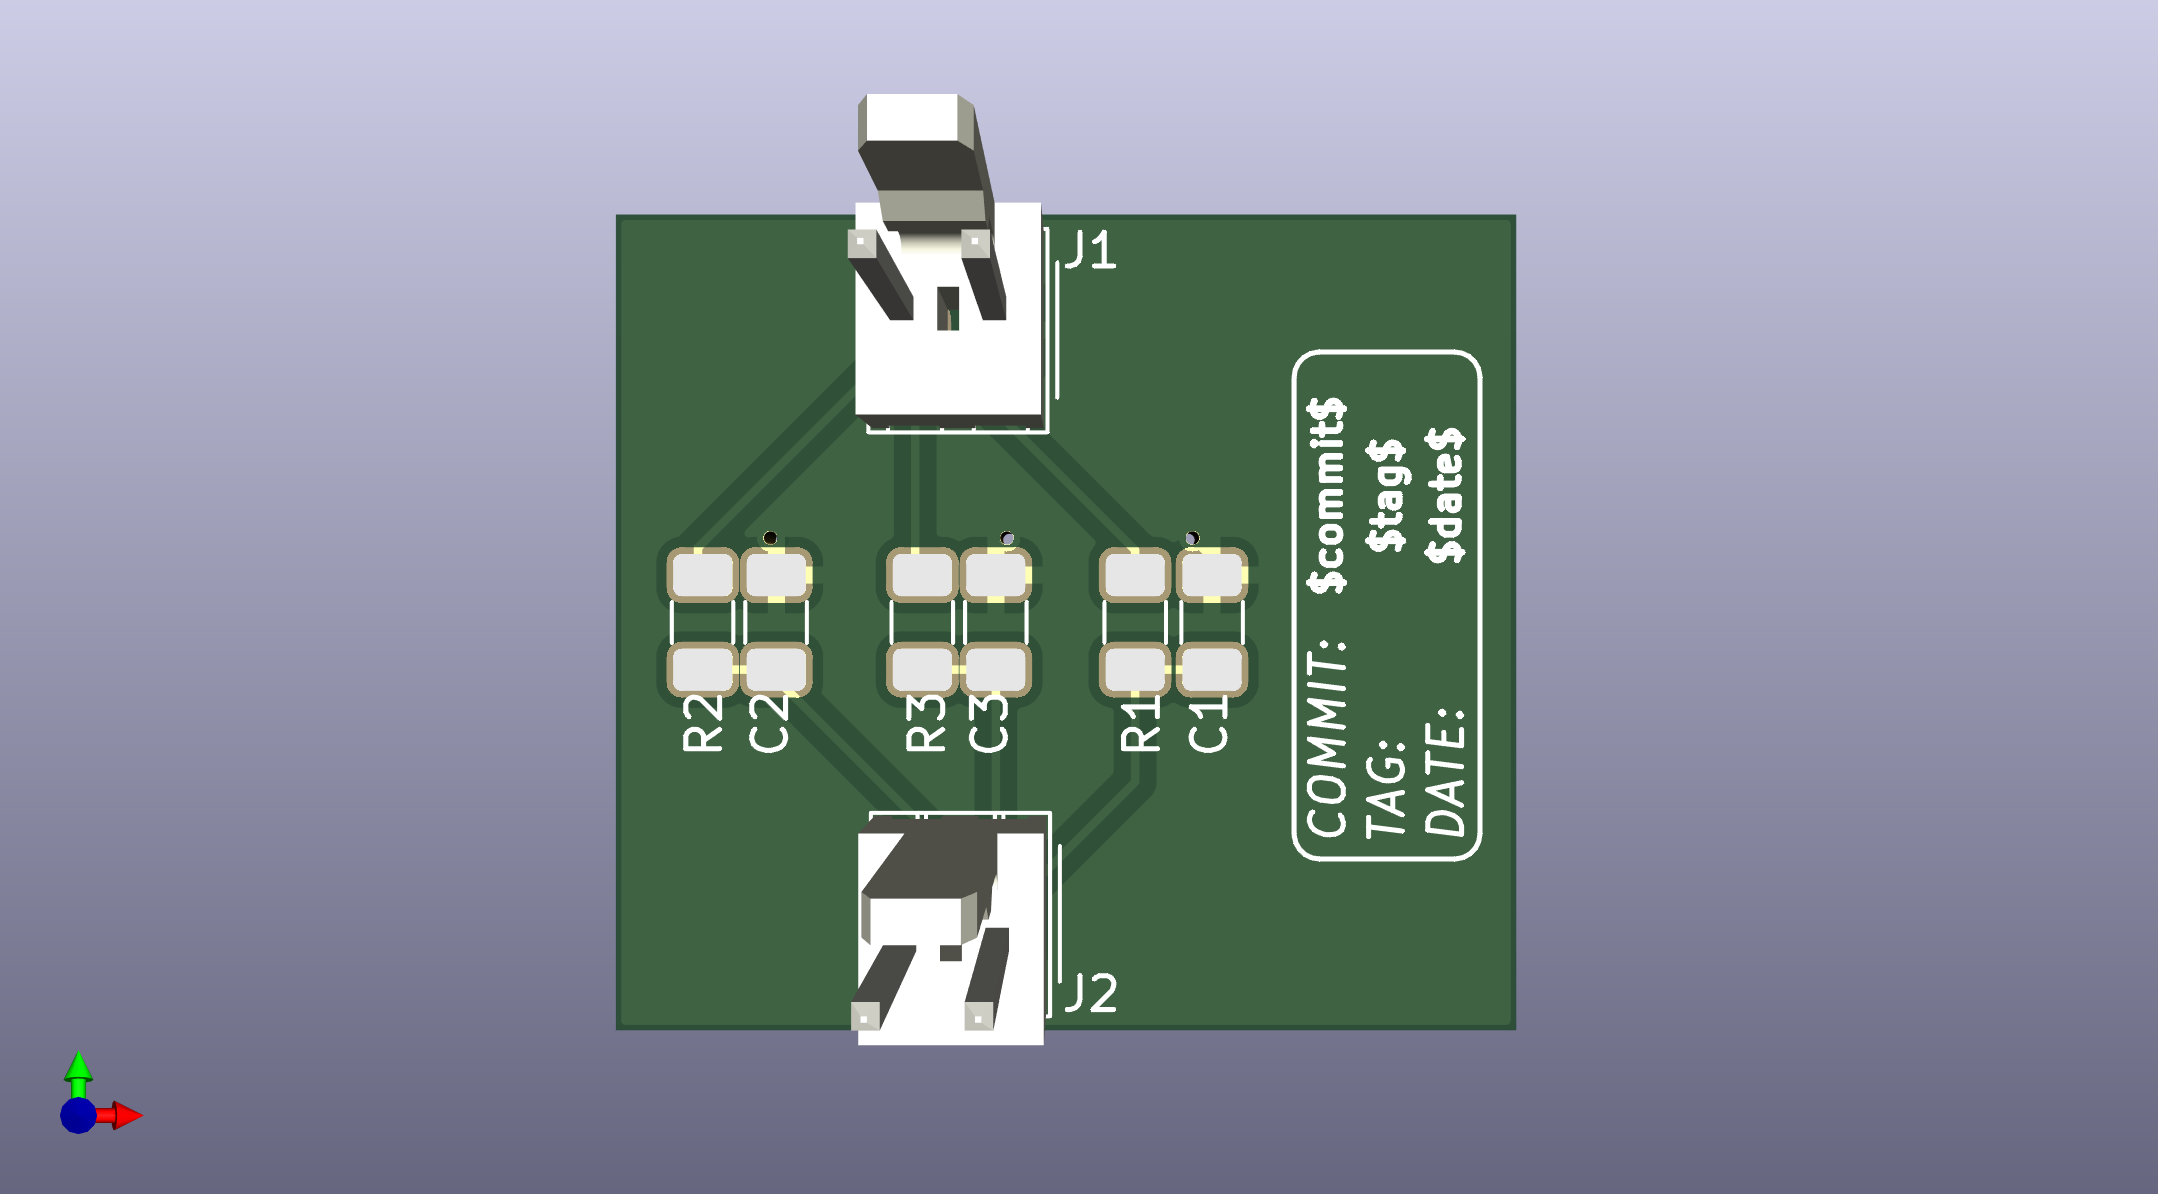 J1
COMMIT: $commit$
TAG: $tag$
DATE: $date$
R2
C2
R3
C3
R1
C1
J2